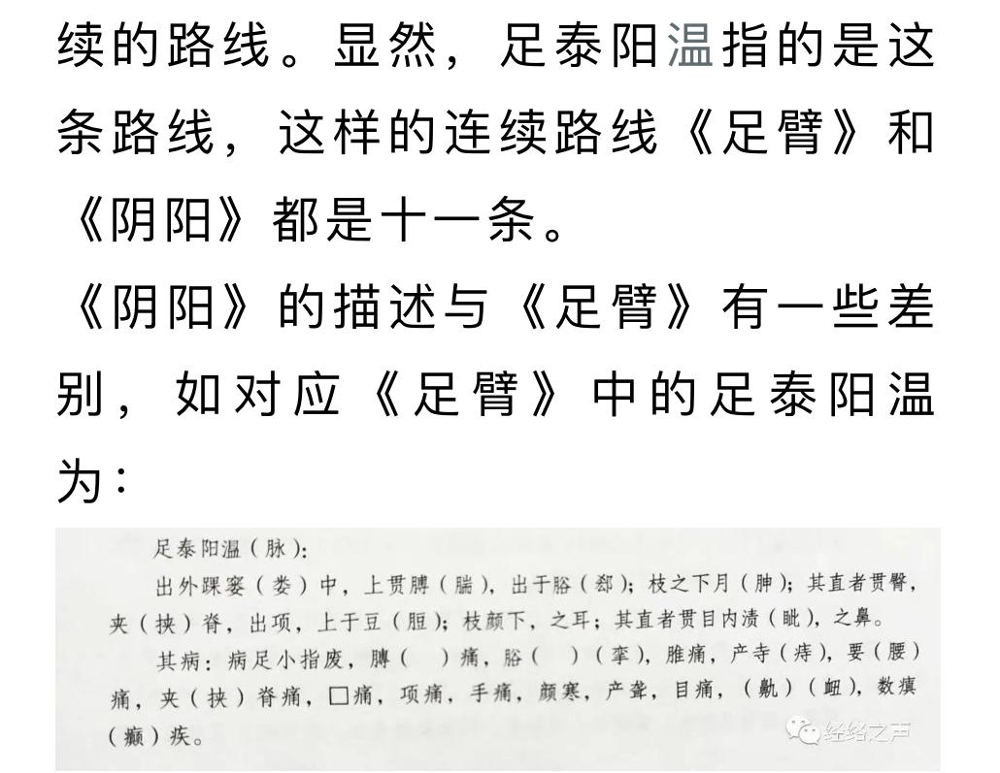 续的路线。显然，足泰阳温指的是这
条路线，这样的连续路线《足臂》和
《阴阳》都是十一条。
《阴阳》的描述与《足臂》有一些差
别，如对应《足臂》中的足泰阳温
为：
足泰阳温（脉）：
出外踝窭（娄）中，上贯膊（腨），出于𬛸（郄）；枝之下月（胂）；其直者贯臀，
夹（挟）脊，出项，上于豆（脰）；枝颜下，之耳；其直者贯目内渍（眦），之鼻。
其病：病足小指废，膊（　）痛，𬛸（　）（挛），脽痛，产寺（痔），要（腰）
痛，夹（挟）脊痛，□痛，项痛，手痛，颜寒，产聋，目痛，（鼽）（衄），数瘨
（癫）疾。
经络之声